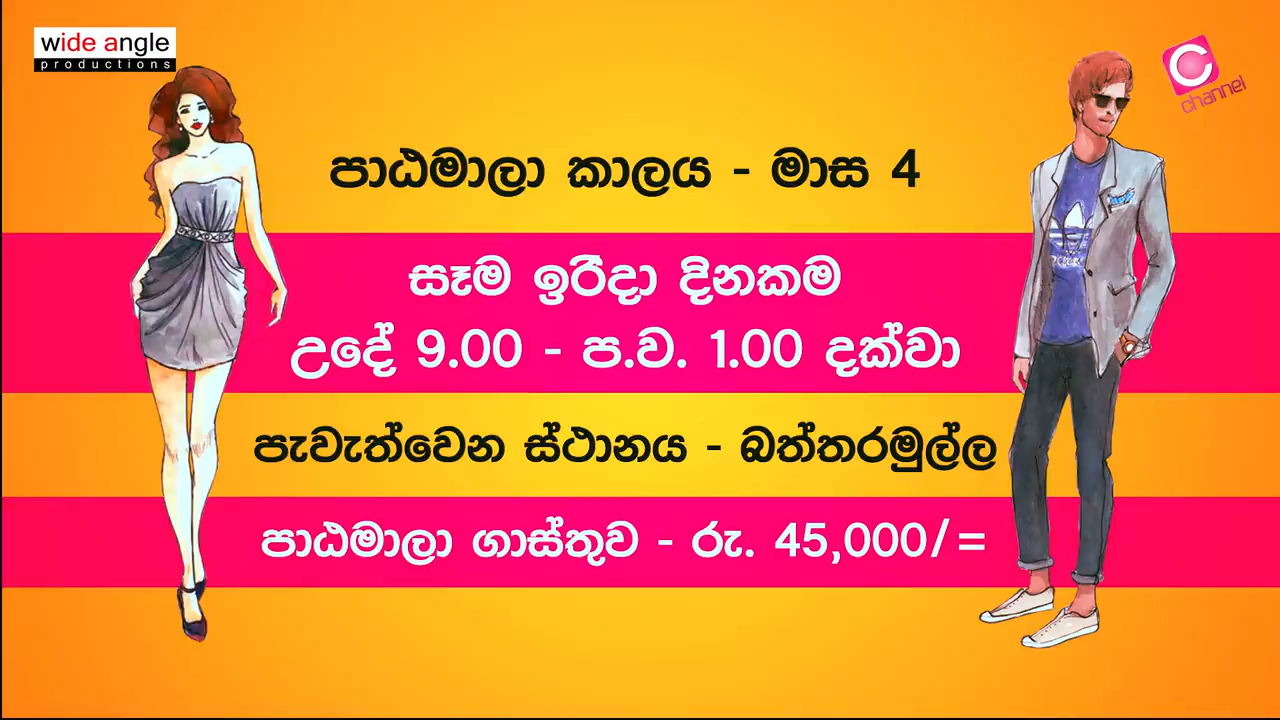 wide angle
productions
C
channel
පාඨමාලා කාලය - මාස 4
සෑම ඉරිදා දිනකම
උදේ 9.00 - ප.ව. 1.00 දක්වා
පැවැත්වෙන ස්ථානය - බත්තරමුල්ල
පාඨමාලා ගාස්තුව - රු. 45,000/=